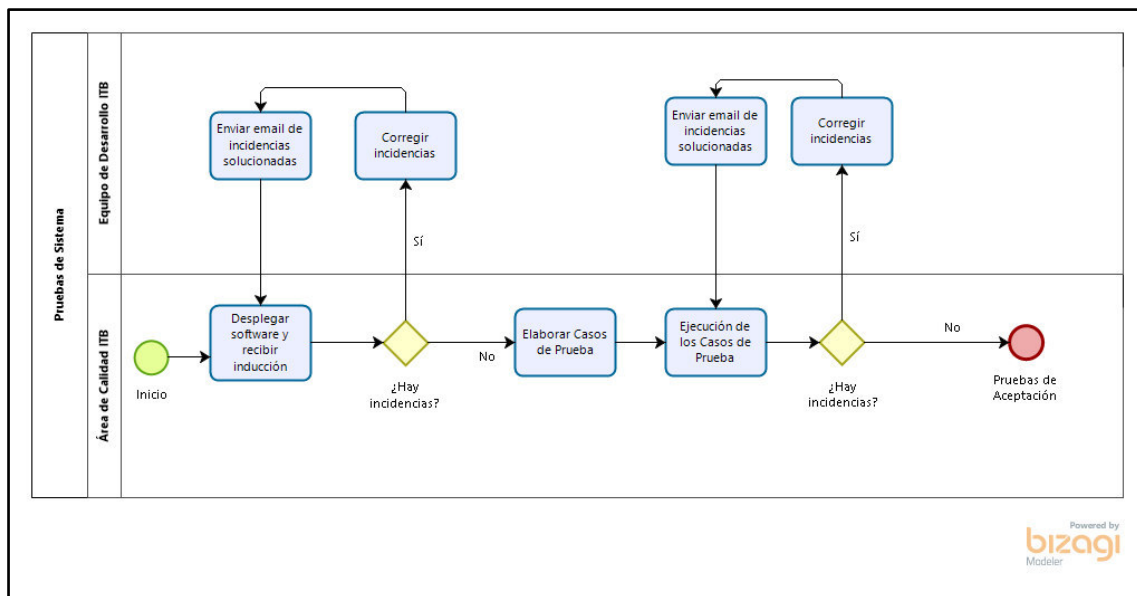 Pruebas de Sistema
Equipo de Desarrollo ITB
Enviar email de
incidencias
solucionadas
Corregir
incidencias
Sí
Enviar email de
incidencias
solucionadas
Corregir
incidencias
Sí
Área de Calidad ITB
Inicio
Desplegar
software y
recibir
inducción
¿Hay
incidencias?
No
Elaborar Casos
de Prueba
Ejecución de
los Casos de
Prueba
¿Hay
incidencias?
No
Pruebas de
Aceptación
Powered by
bizagi
Modeler